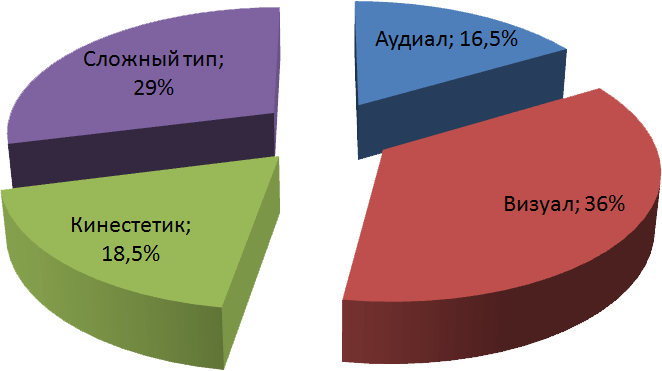 Аудиал; 16,5%
Визуал; 36%
Кинестетик;
18,5%
Сложный тип;
29%